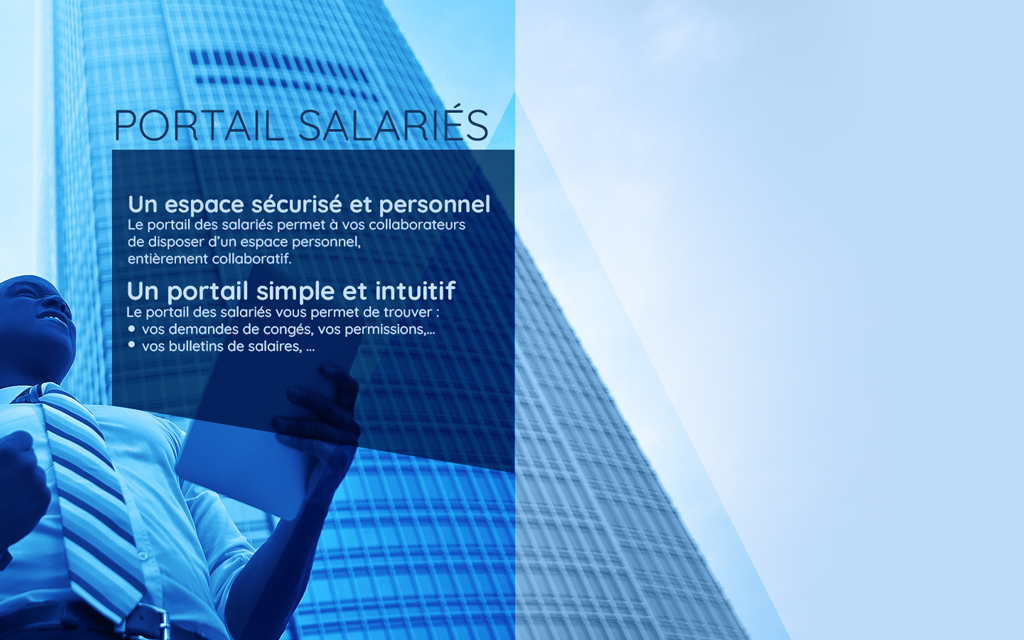 PORTAIL SALARIÉS
Un espace sécurisé et personnel
Le portail des salariés permet à vos collaborateurs
de disposer d'un espace personnel,
entièrement collaboratif.
Un portail simple et intuitif
Le portail des salariés vous permet de trouver :
• vos demandes de congés, vos permissions,...
• vos bulletins de salaires, ...